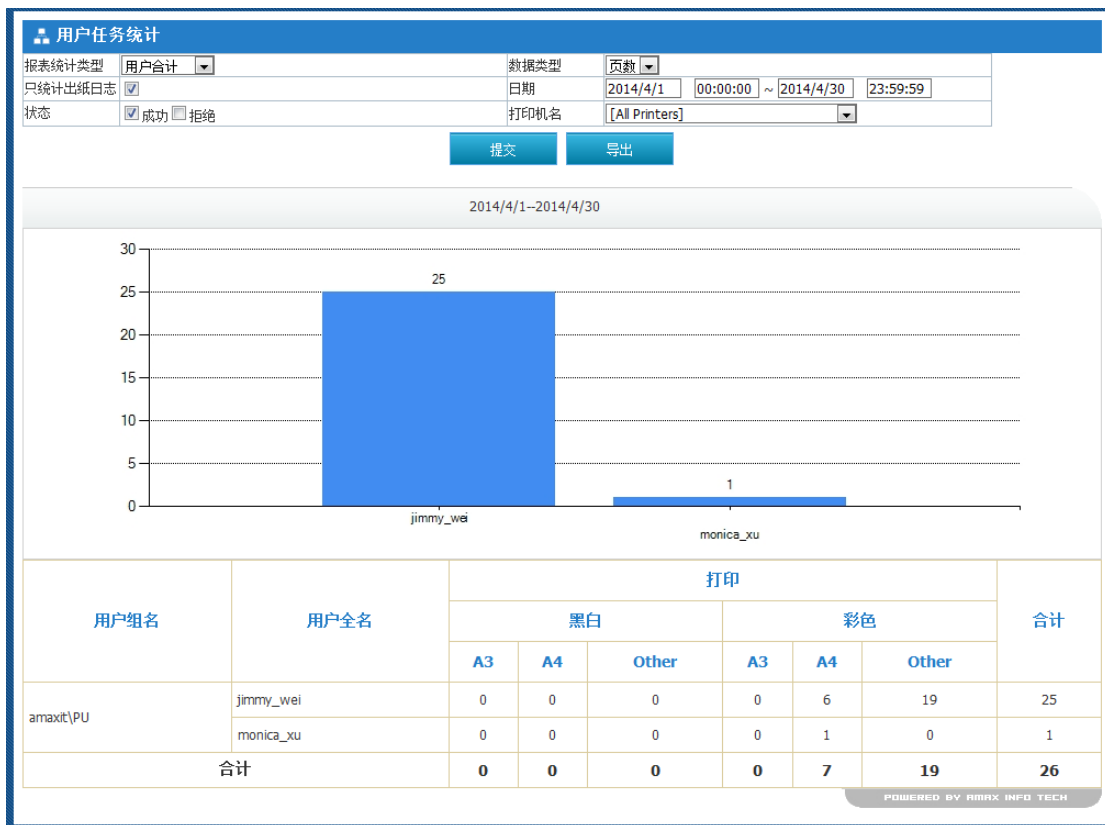 用户任务统计
报表统计类型 用户合计 数据类型 页数
只统计出纸日志 日期 2014/4/1 00:00:00 ~ 2014/4/30 23:59:59
状态 成功 拒绝 打印机名 [All Printers]
提交 导出
2014/4/1--2014/4/30
30
25
25
20
15
10
5
1
0
jimmy_wei
monica_xu
用户组名 用户全名 打印 合计
黑白 彩色
A3 A4 Other A3 A4 Other
amaxit\PU jimmy_wei 0 0 0 0 6 19 25
monica_xu 0 0 0 0 1 0 1
合计 0 0 0 0 7 19 26
POWERED BY AMAX INFO TECH